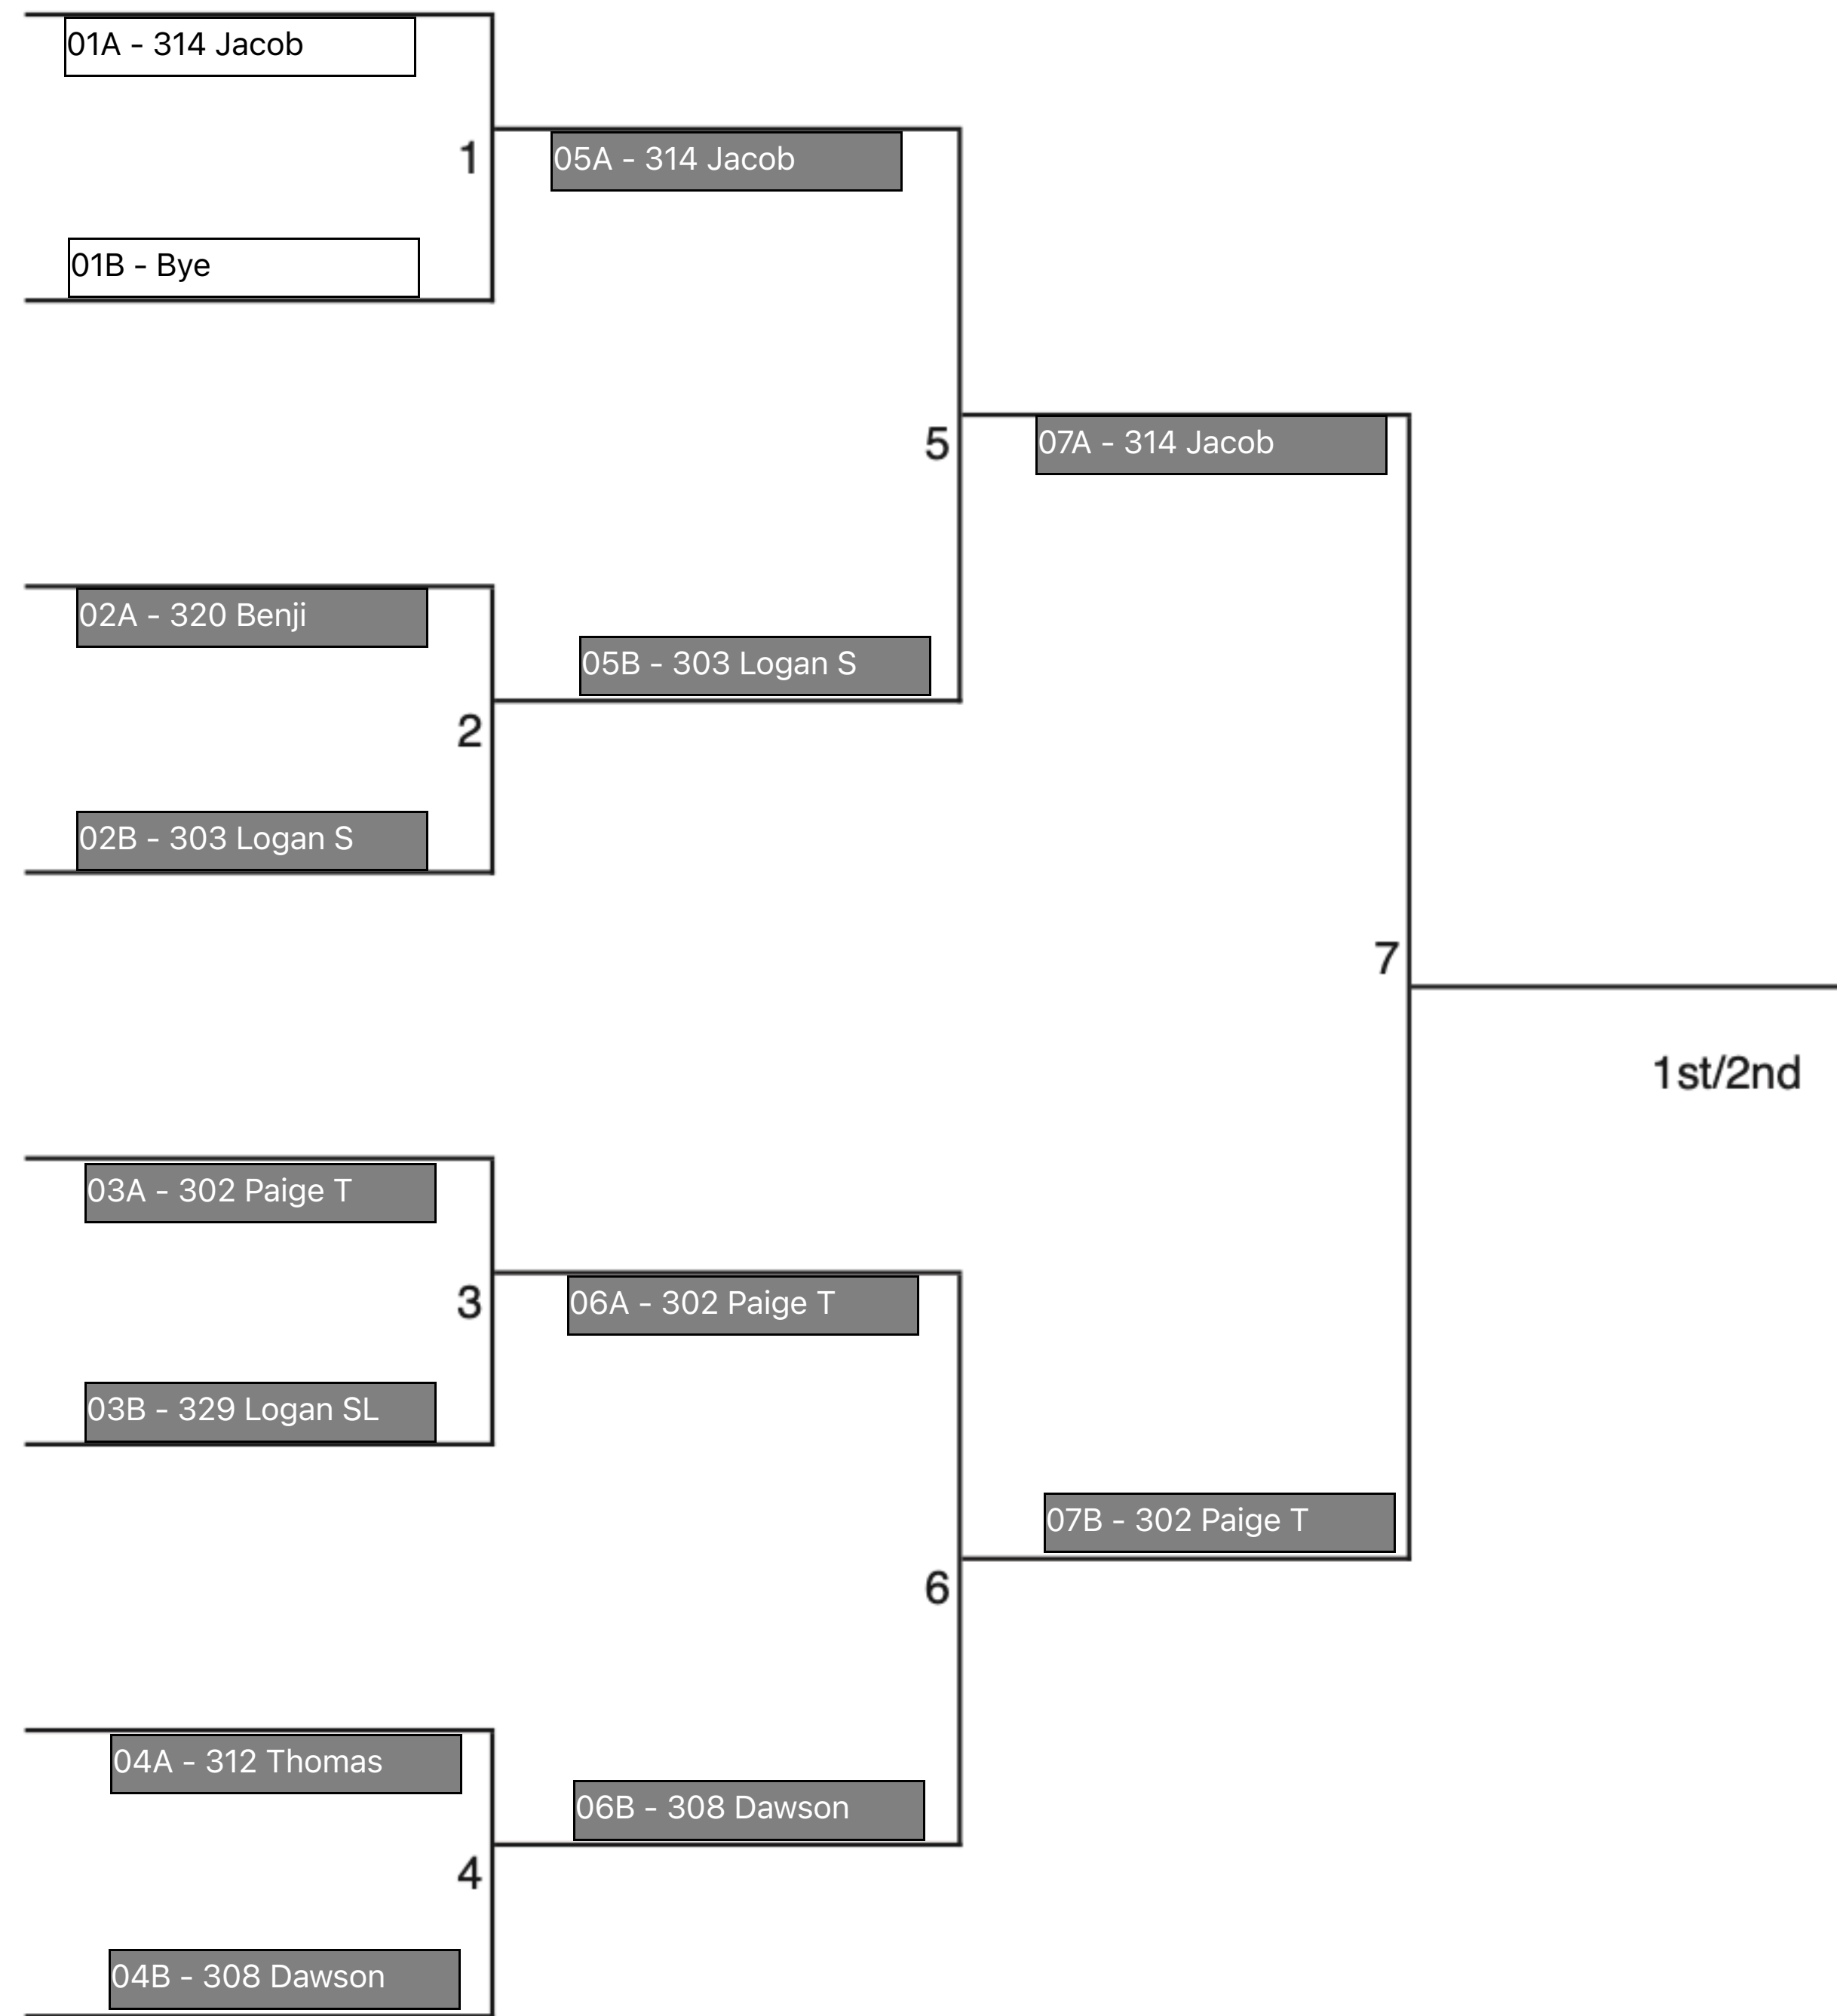 01A - 314 Jacob
1
05A - 314 Jacob
01B - Bye
5
07A - 314 Jacob
02A - 320 Benji
05B - 303 Logan S
2
02B - 303 Logan S
7
1st/2nd
03A - 302 Paige T
3
06A - 302 Paige T
03B - 329 Logan SL
07B - 302 Paige T
6
04A - 312 Thomas
06B - 308 Dawson
4
04B - 308 Dawson